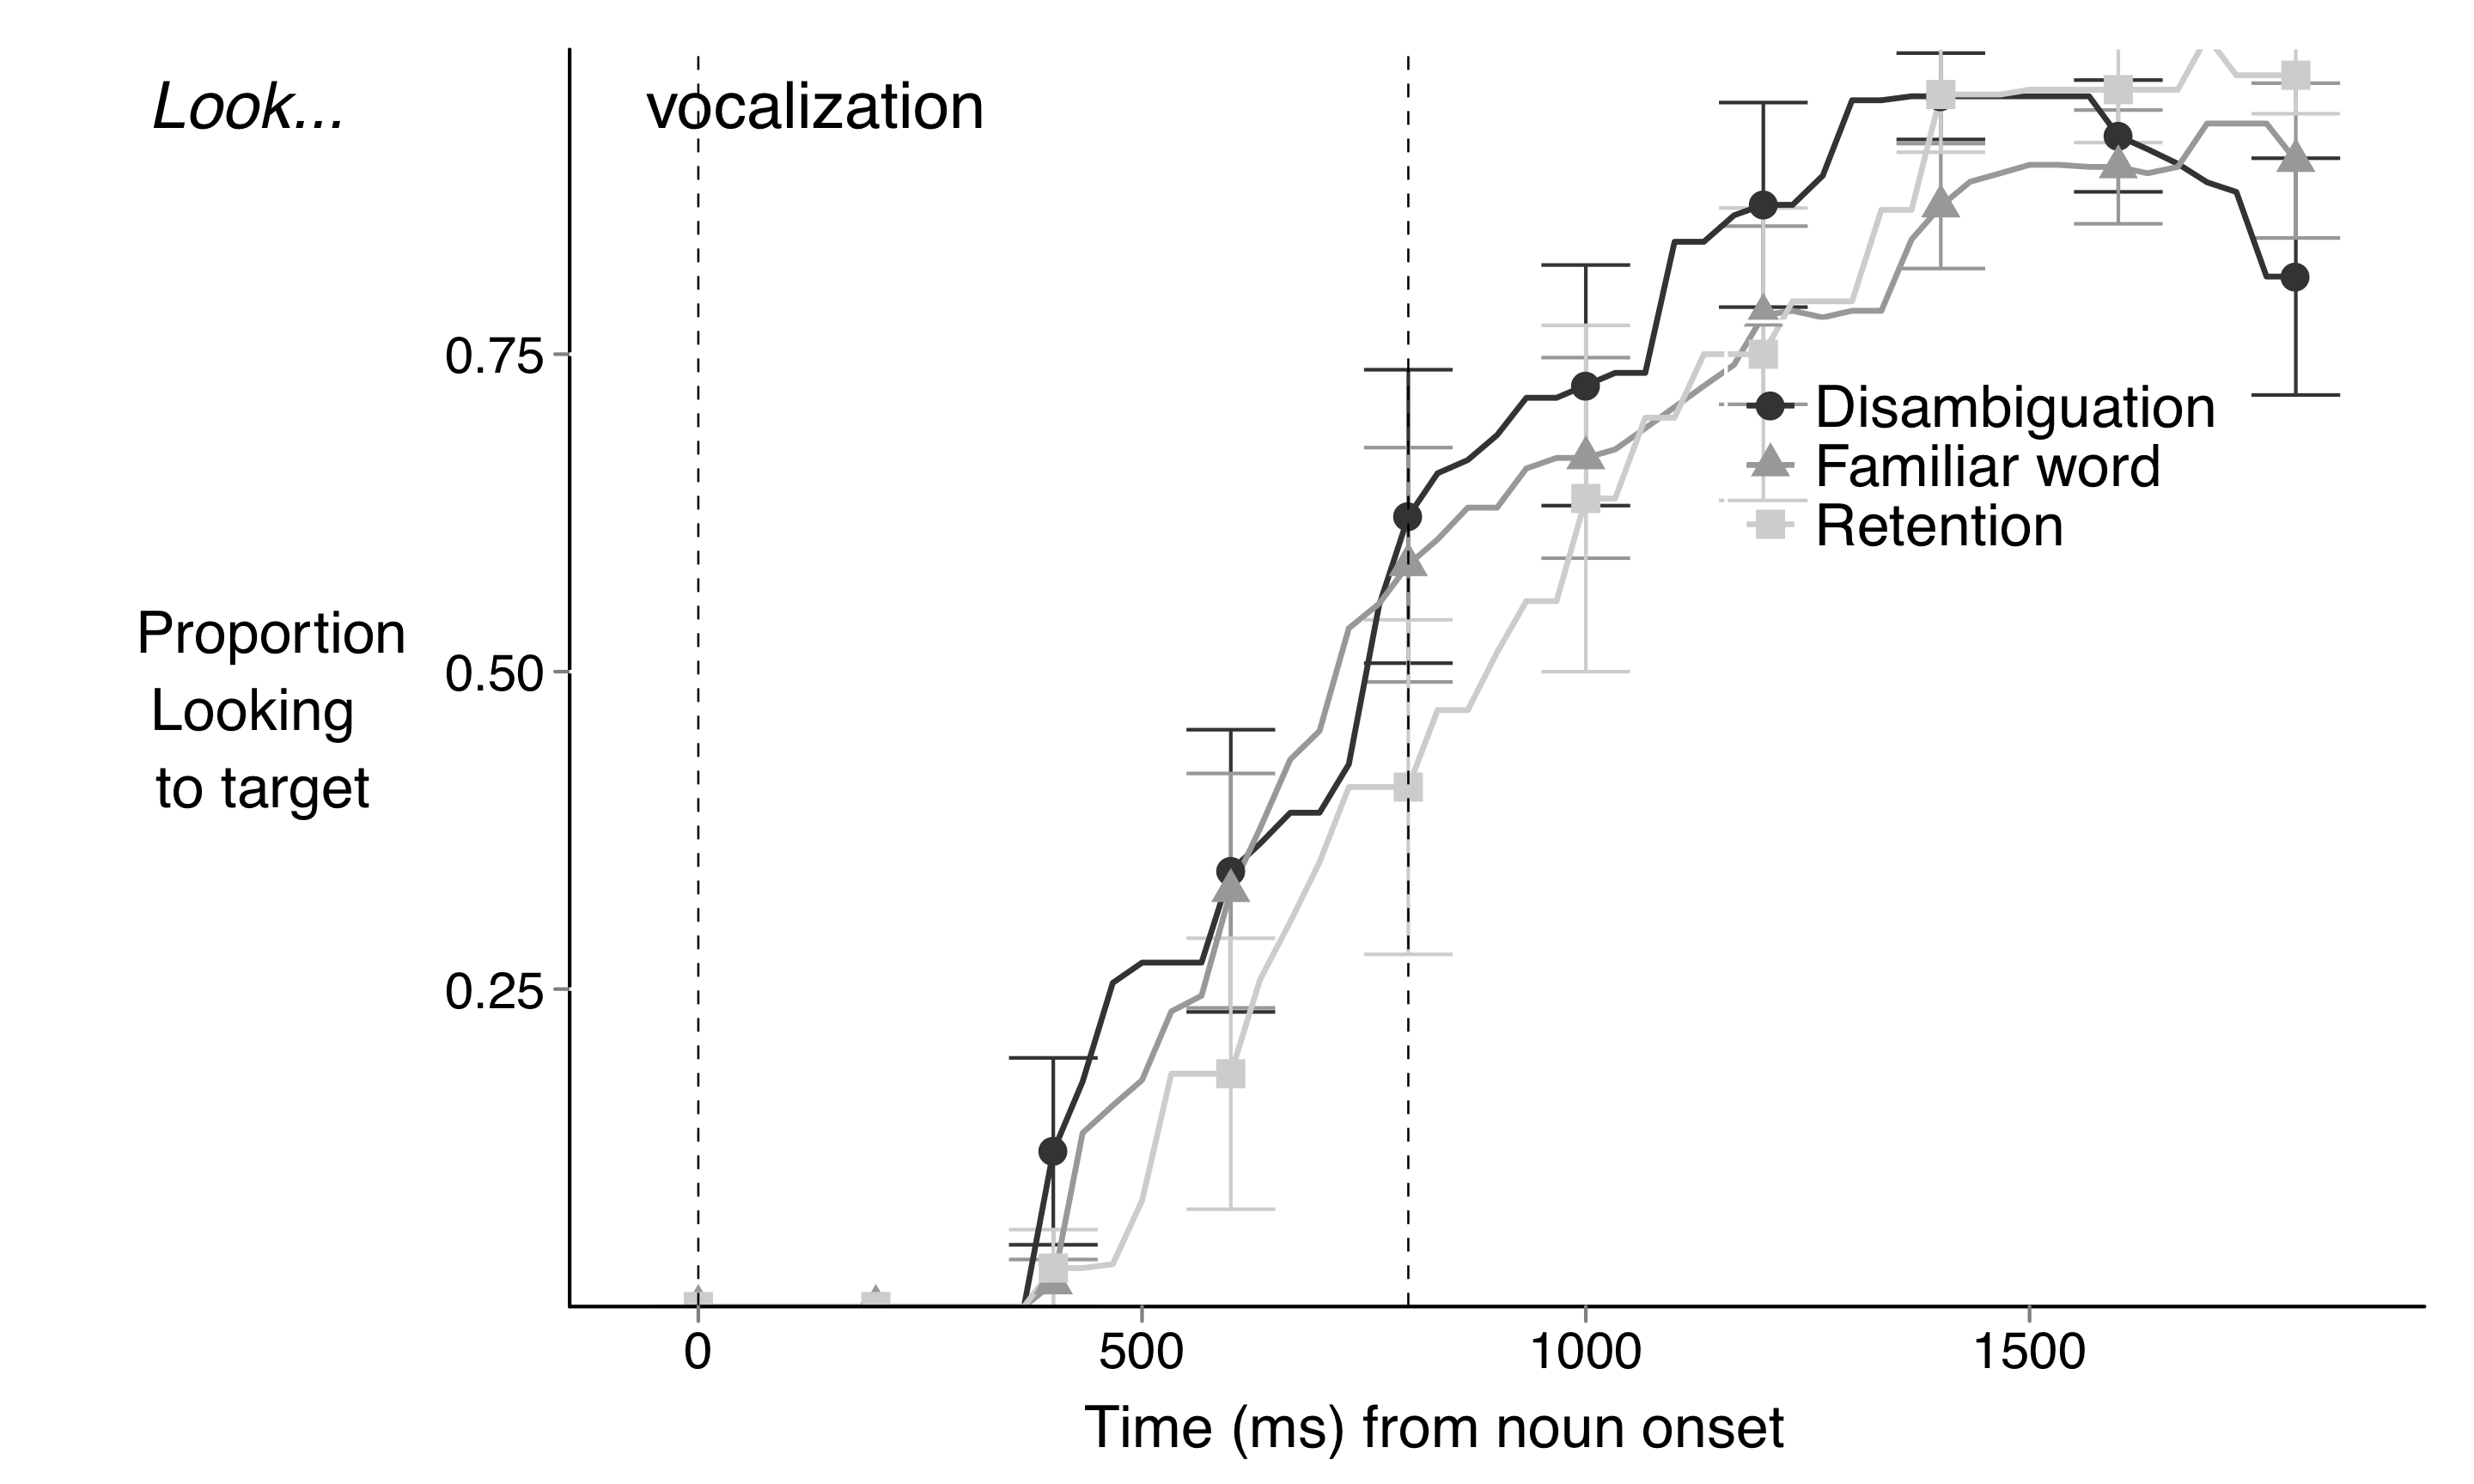 Look...
vocalization
0.75
0.50
0.25
Proportion
Looking
to target
Disambiguation
Familiar word
Retention
0
500
1000
1500
Time (ms) from noun onset